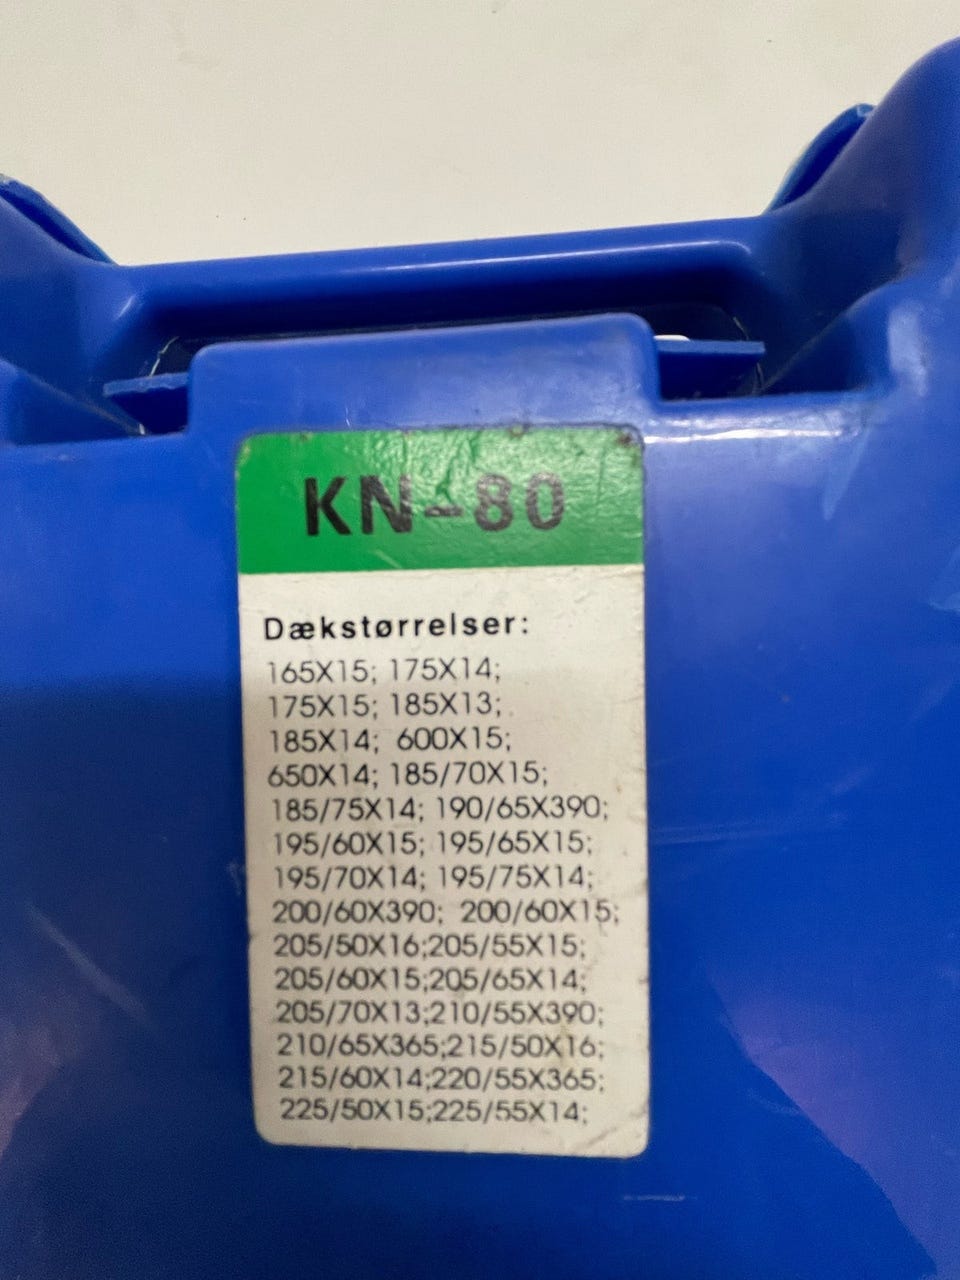 KN-80
Dækstørrelser:
165X15; 175X14;
175X15; 185X13;
185X14; 600X15;
650X14; 185/70X15;
185/75X14; 190/65X390;
195/60X15; 195/65X15;
195/70X14; 195/75X14;
200/60X390; 200/60X15;
205/50X16;205/55X15;
205/60X15;205/65X14;
205/70X13;210/55X390;
210/65X365;215/50X16;
215/60X14;220/55X365;
225/50X15;225/55X14;